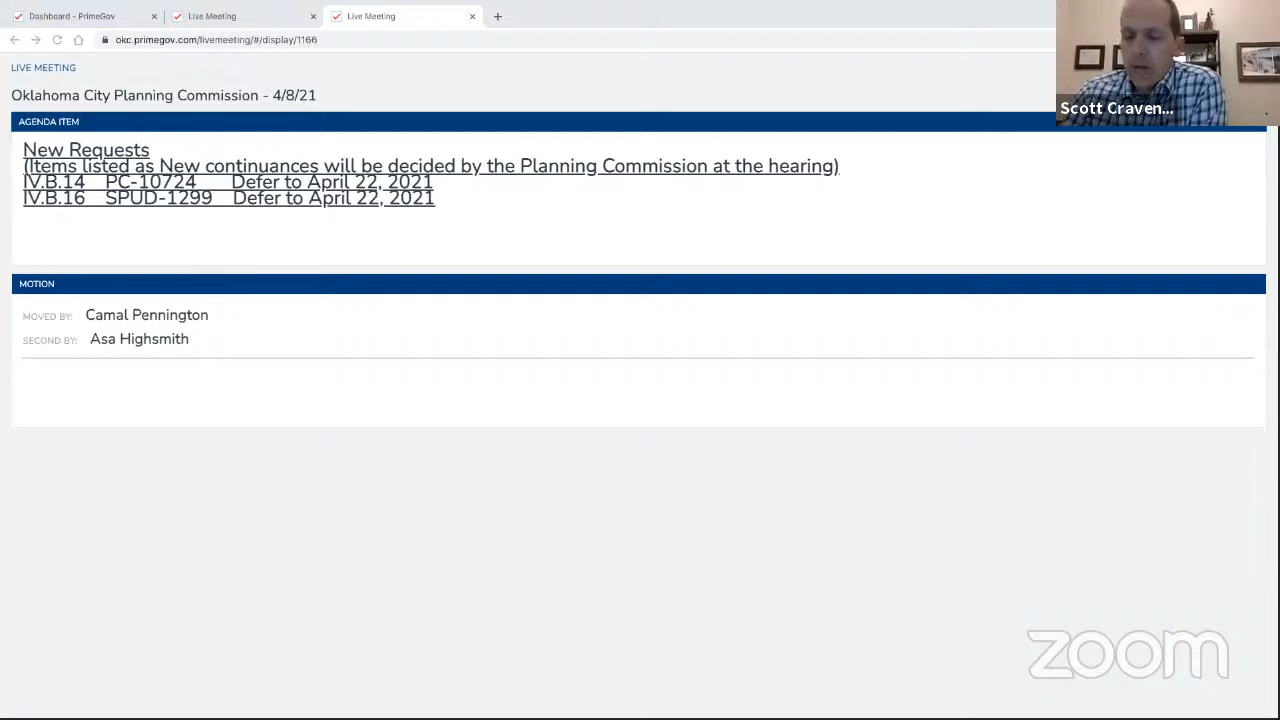 Dashboard - PrimeGov
Live Meeting
Live Meeting
okc.primegov.com/livemeeting/#/display/1166
LIVE MEETING
Oklahoma City Planning Commission - 4/8/21
AGENDA ITEM
Scott Craven...
New Requests
(Items listed as New continuances will be decided by the Planning Commission at the hearing)
IV.B.14 PC-10724 Defer to April 22, 2021
IV.B.16 SPUD-1299 Defer to April 22, 2021
MOTION
MOVED BY: Camal Pennington
SECOND BY: Asa Highsmith
zoom